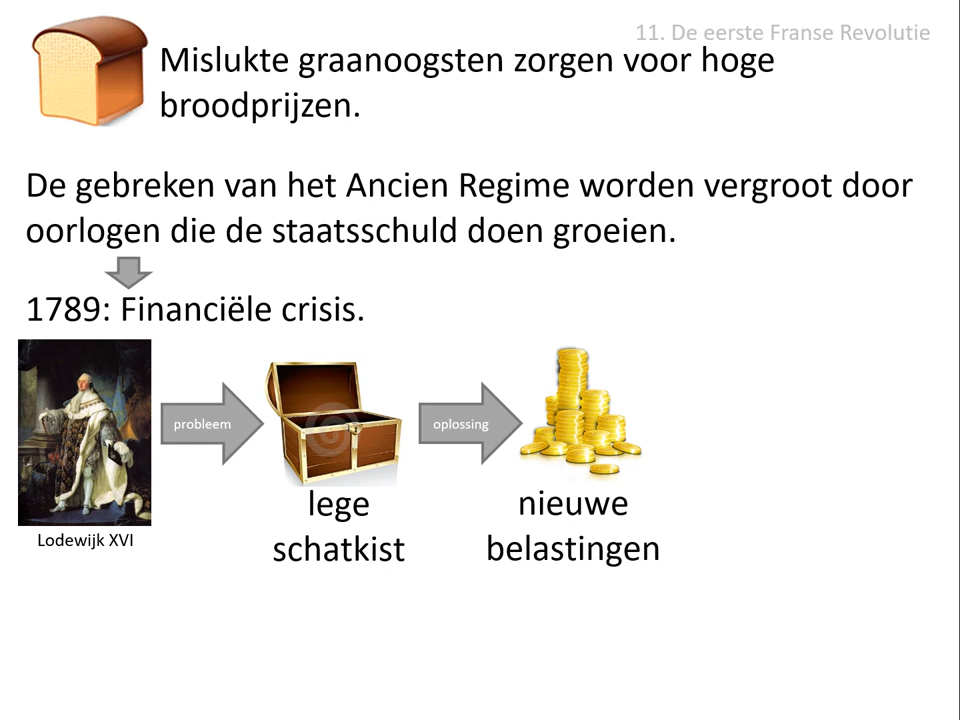 11. De eerste Franse Revolutie
Mislukte graanoogsten zorgen voor hoge
broodprijzen.
De gebreken van het Ancien Regime worden vergroot door
oorlogen die de staatsschuld doen groeien.
1789: Financiële crisis.
probleem
oplossing
lege
schatkist
nieuwe
belastingen
Lodewijk XVI